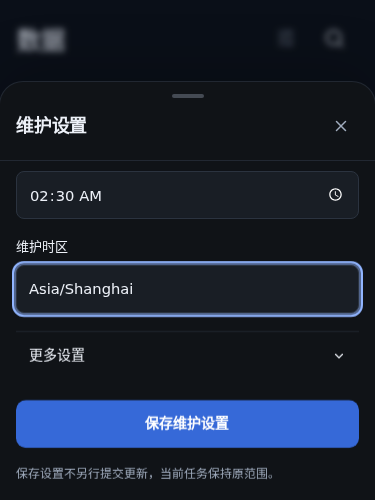 数据
维护设置
02:30 AM
维护时区
Asia/Shanghai
更多设置
保存维护设置
保存设置不另行提交更新，当前任务保持原范围。